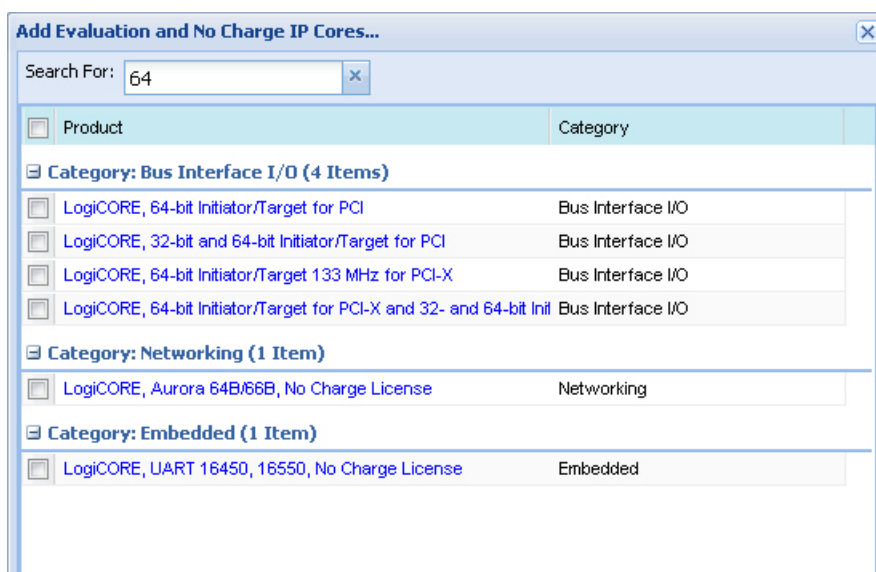 Add Evaluation and No Charge IP Cores...
Search For: 64
Product Category
Category: Bus Interface I/O (4 Items)
LogiCORE, 64-bit Initiator/Target for PCI Bus Interface I/O
LogiCORE, 32-bit and 64-bit Initiator/Target for PCI Bus Interface I/O
LogiCORE, 64-bit Initiator/Target 133 MHz for PCI-X Bus Interface I/O
LogiCORE, 64-bit Initiator/Target for PCI-X and 32- and 64-bit Bus Interface I/O
Category: Networking (1 Item)
LogiCORE, Aurora 64B/66B, No Charge License Networking
Category: Embedded (1 Item)
LogiCORE, UART 16450, 16550, No Charge License Embedded